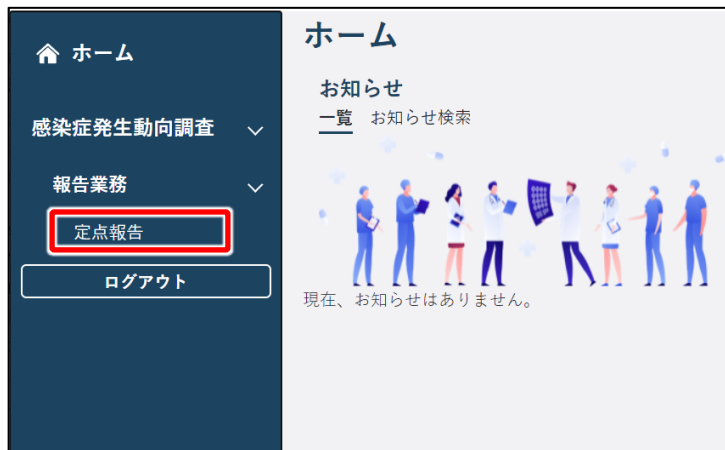 ホーム
感染症発生動向調査
報告業務
定点報告
ログアウト
ホーム
お知らせ
一覧 お知らせ検索
現在、お知らせはありません。